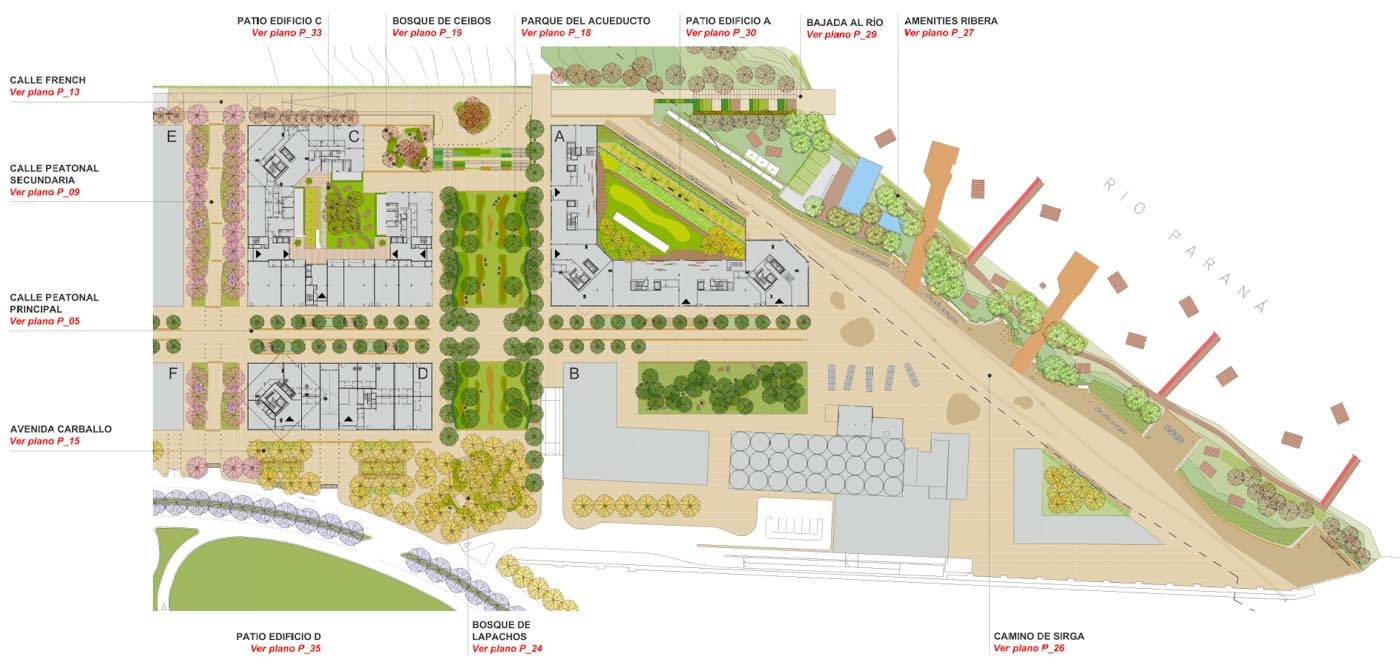 PATIO EDIFICIO C
Ver plano P_33
BOSQUE DE CEIBOS
Ver plano P_19
PARQUE DEL ACUEDUCTO
Ver plano P_18
PATIO EDIFICIO A
Ver plano P_30
BAJADA AL RÍO
Ver plano P_29
AMENITIES RIBERA
Ver plano P_27
CALLE FRENCH
Ver plano P_13
CALLE PEATONAL
SECUNDARIA
Ver plano P_09
CALLE PEATONAL
PRINCIPAL
Ver plano P_05
AVENIDA CARBALLO
Ver plano P_15
E
C
A
F
D
B
RIO PARANÁ
PATIO EDIFICIO D
Ver plano P_35
BOSQUE DE
LAPACHOS
Ver plano P_24
CAMINO DE SIRGA
Ver plano P_26